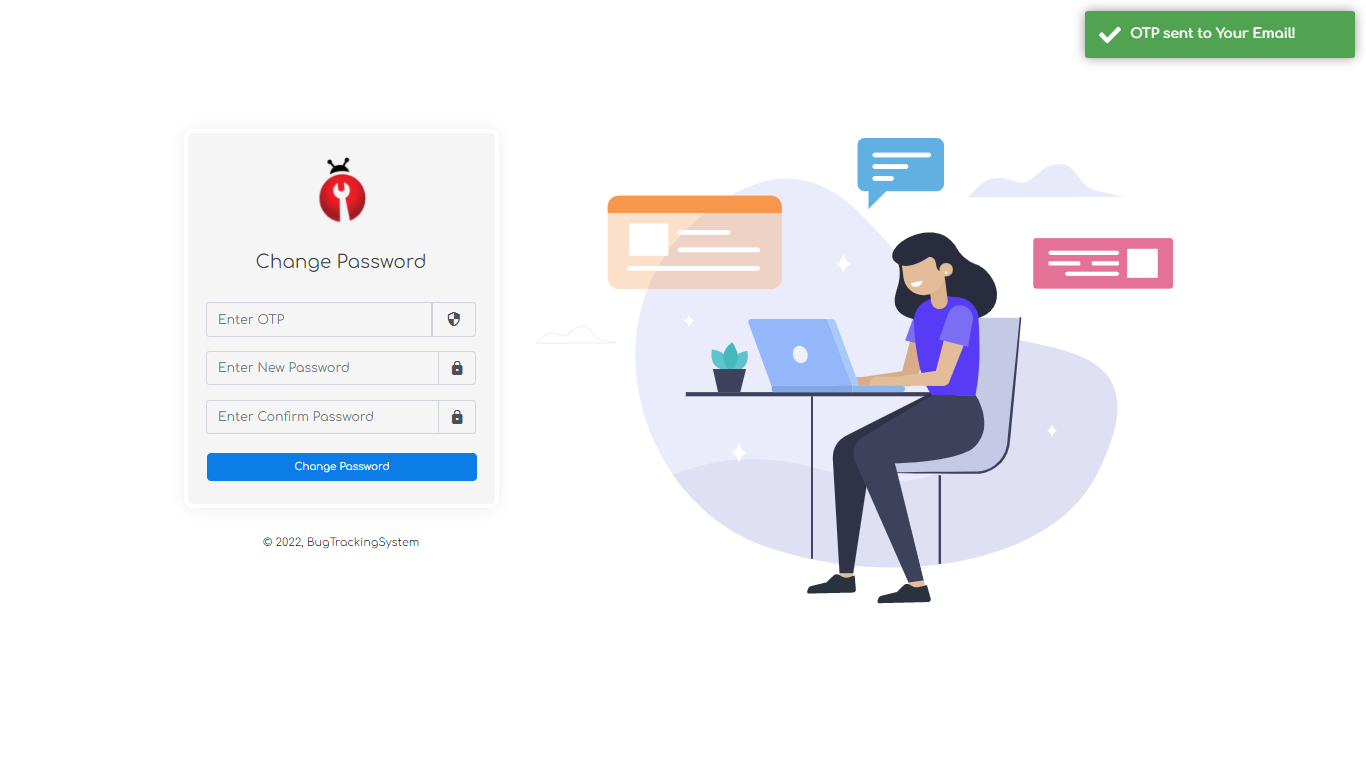 OTP sent to Your Email!
Change Password
Enter OTP
Enter New Password
Enter Confirm Password
Change Password
© 2022, BugTrackingSystem